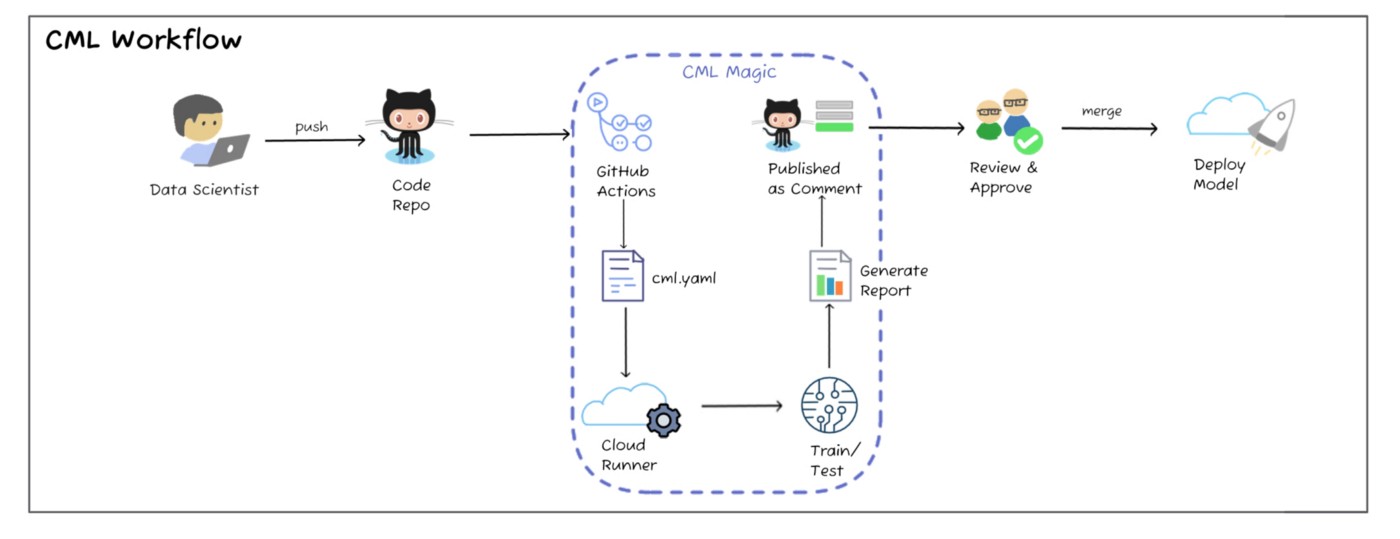 CML Workflow
CML Magic
push
merge
Data Scientist
Code
Repo
GitHub
Actions
Published
as Comment
Review &
Approve
Deploy
Model
cml.yaml
Generate
Report
Cloud
Runner
Train/
Test